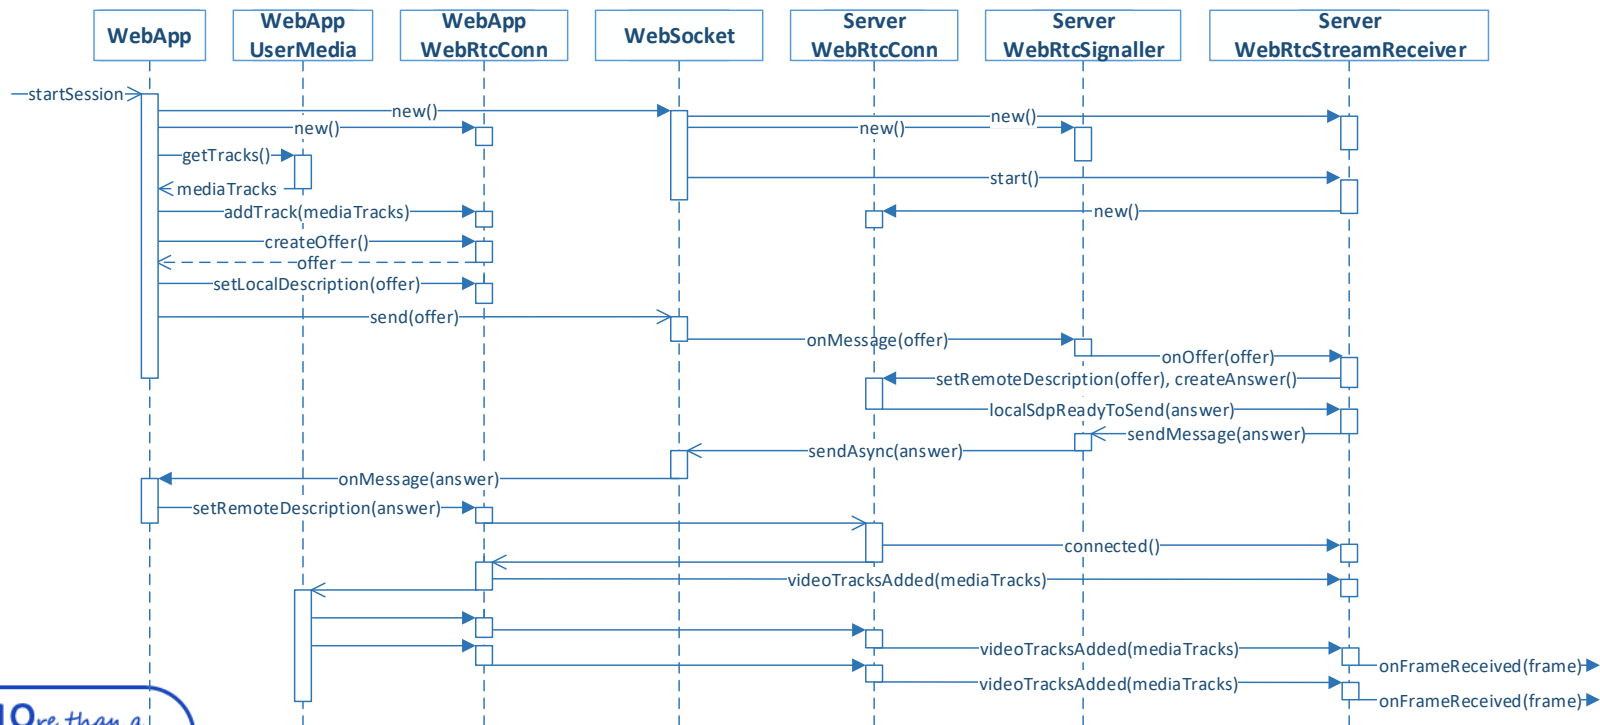 WebApp
WebApp
UserMedia
WebApp
WebRtcConn
WebSocket
Server
WebRtcConn
Server
WebRtcSignaller
Server
WebRtcStreamReceiver
startSession
new()
new()
new()
new()
getTracks()
start()
mediaTracks
addTrack(mediaTracks)
new()
createOffer()
offer
setLocalDescription(offer)
send(offer)
onMessage(offer)
onOffer(offer)
setRemoteDescription(offer), createAnswer()
localSdpReadyToSend(answer)
sendMessage(answer)
sendAsync(answer)
onMessage(answer)
setRemoteDescription(answer)
connected()
videoTracksAdded(mediaTracks)
videoTracksAdded(mediaTracks)
onFrameReceived(frame)
videoTracksAdded(mediaTracks)
onFrameReceived(frame)
than a